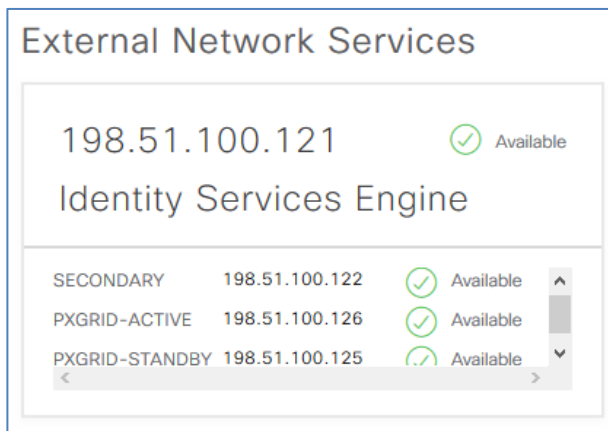 External Network Services
198.51.100.121 Available
Identity Services Engine
SECONDARY 198.51.100.122 Available
PXGRID-ACTIVE 198.51.100.126 Available
PXGRID-STANDBY 198.51.100.125 Available